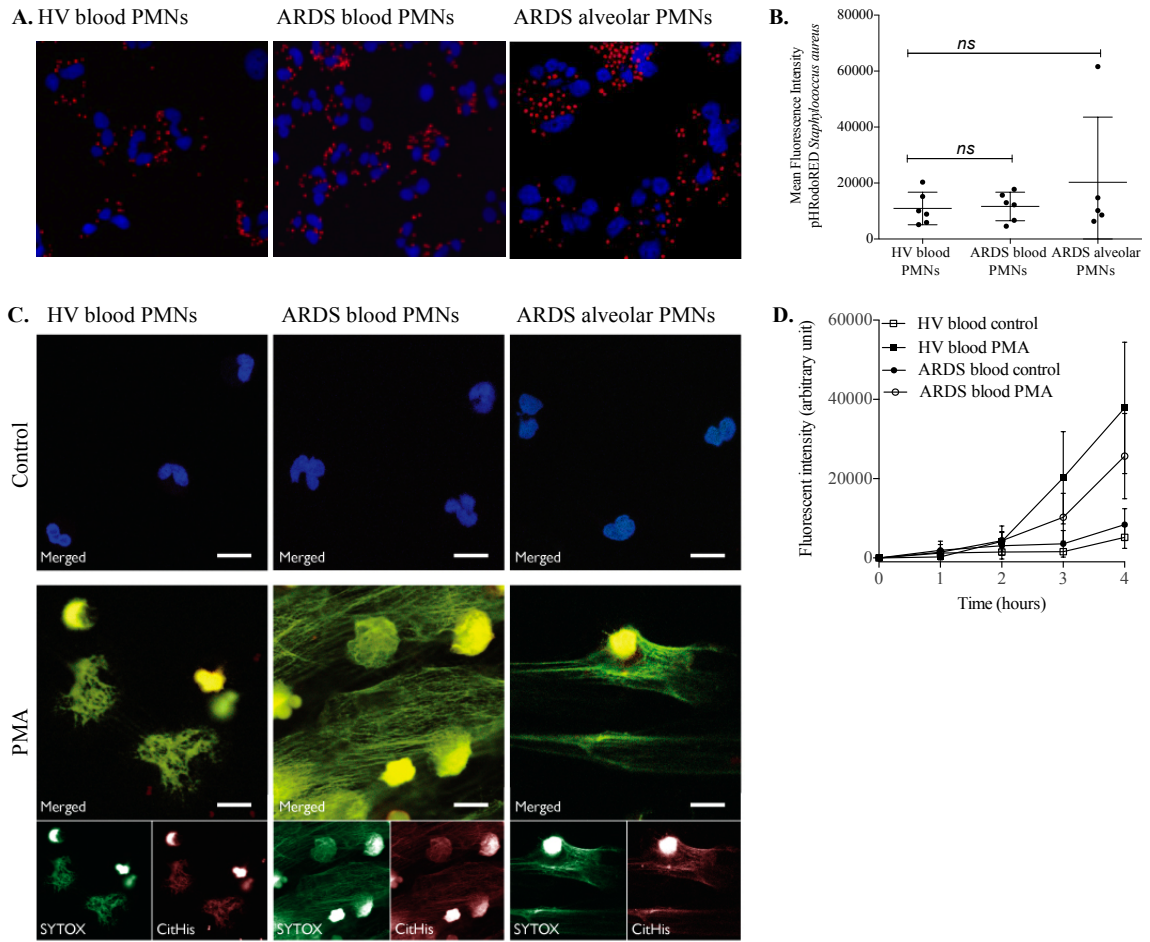 A. HV blood PMNs
ARDS blood PMNs
ARDS alveolar PMNs
B.
Mean Fluorescence Intensity
pHRodoRED Staphylococcus aureus
80000
60000
40000
20000
0
ns
ns
HV blood
PMNs
ARDS blood
PMNs
ARDS alveolar
PMNs
C. HV blood PMNs
ARDS blood PMNs
ARDS alveolar PMNs
Control
Merged
Merged
Merged
PMA
Merged
Merged
Merged
SYTOX
CitHis
SYTOX
CitHis
SYTOX
CitHis
D.
Fluorescent intensity (arbitrary unit)
60000
40000
20000
0
HV blood control
HV blood PMA
ARDS blood control
ARDS blood PMA
0 1 2 3 4
Time (hours)